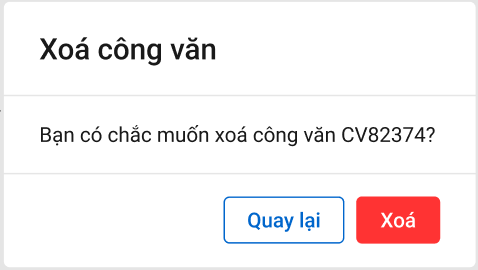 Xoá công văn
Bạn có chắc muốn xoá công văn CV82374?
Quay lại
Xoá